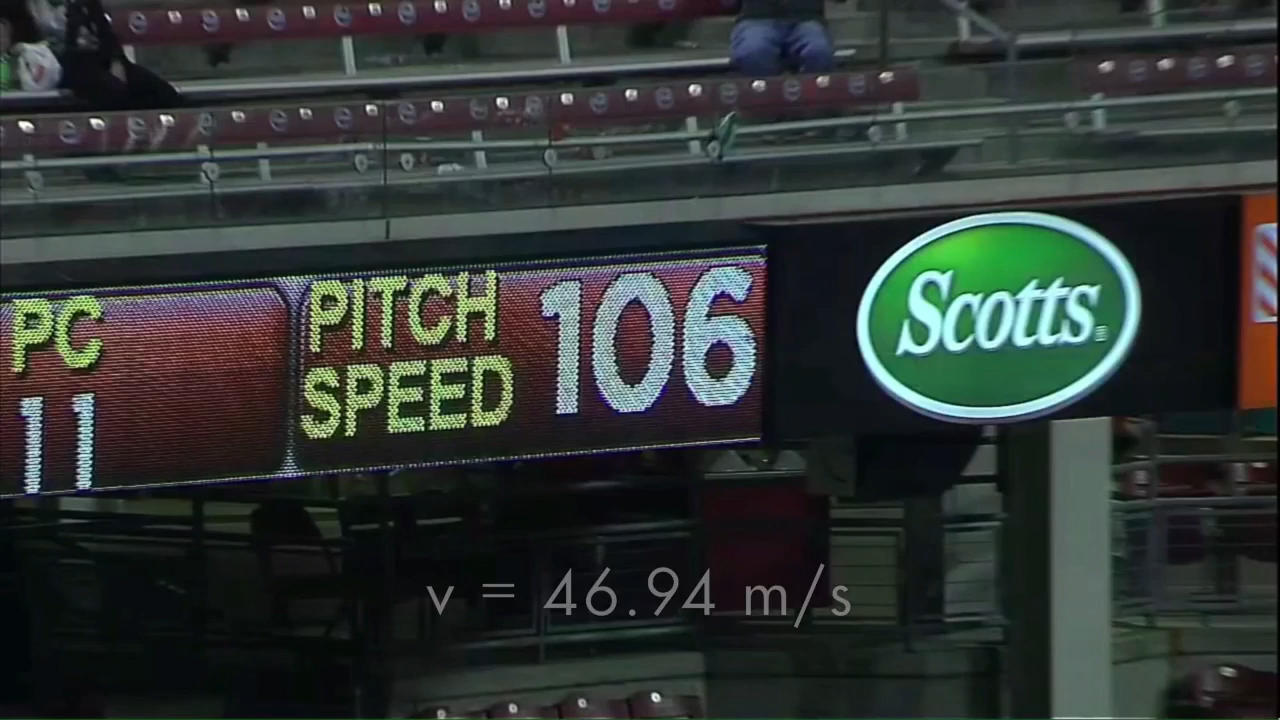 PC
11
PITCH
SPEED
106
Scotts
v = 46.94 m/s